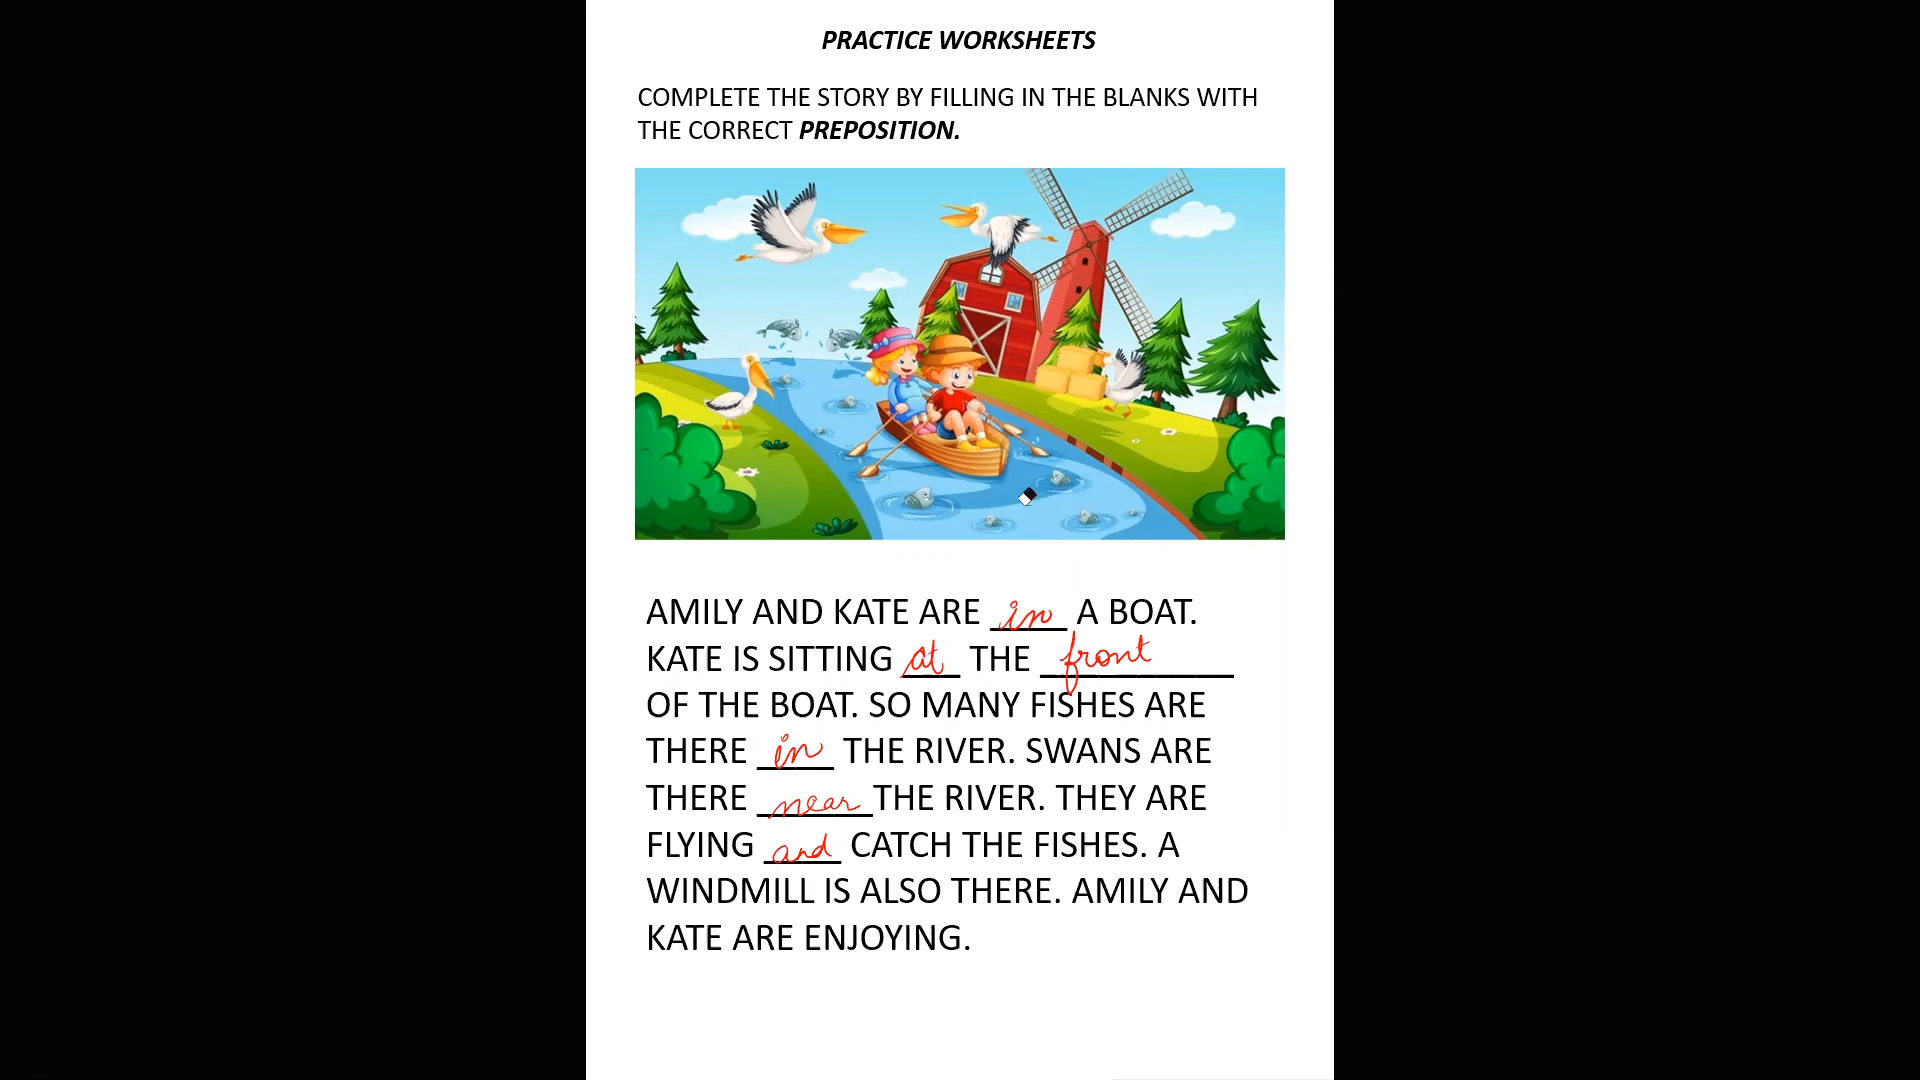 PRACTICE WORKSHEETS
COMPLETE THE STORY BY FILLING IN THE BLANKS WITH
THE CORRECT PREPOSITION.
AMILY AND KATE ARE in A BOAT.
KATE IS SITTING at THE front
OF THE BOAT. SO MANY FISHES ARE
THERE in THE RIVER. SWANS ARE
THERE near THE RIVER. THEY ARE
FLYING and CATCH THE FISHES. A
WINDMILL IS ALSO THERE. AMILY AND
KATE ARE ENJOYING.